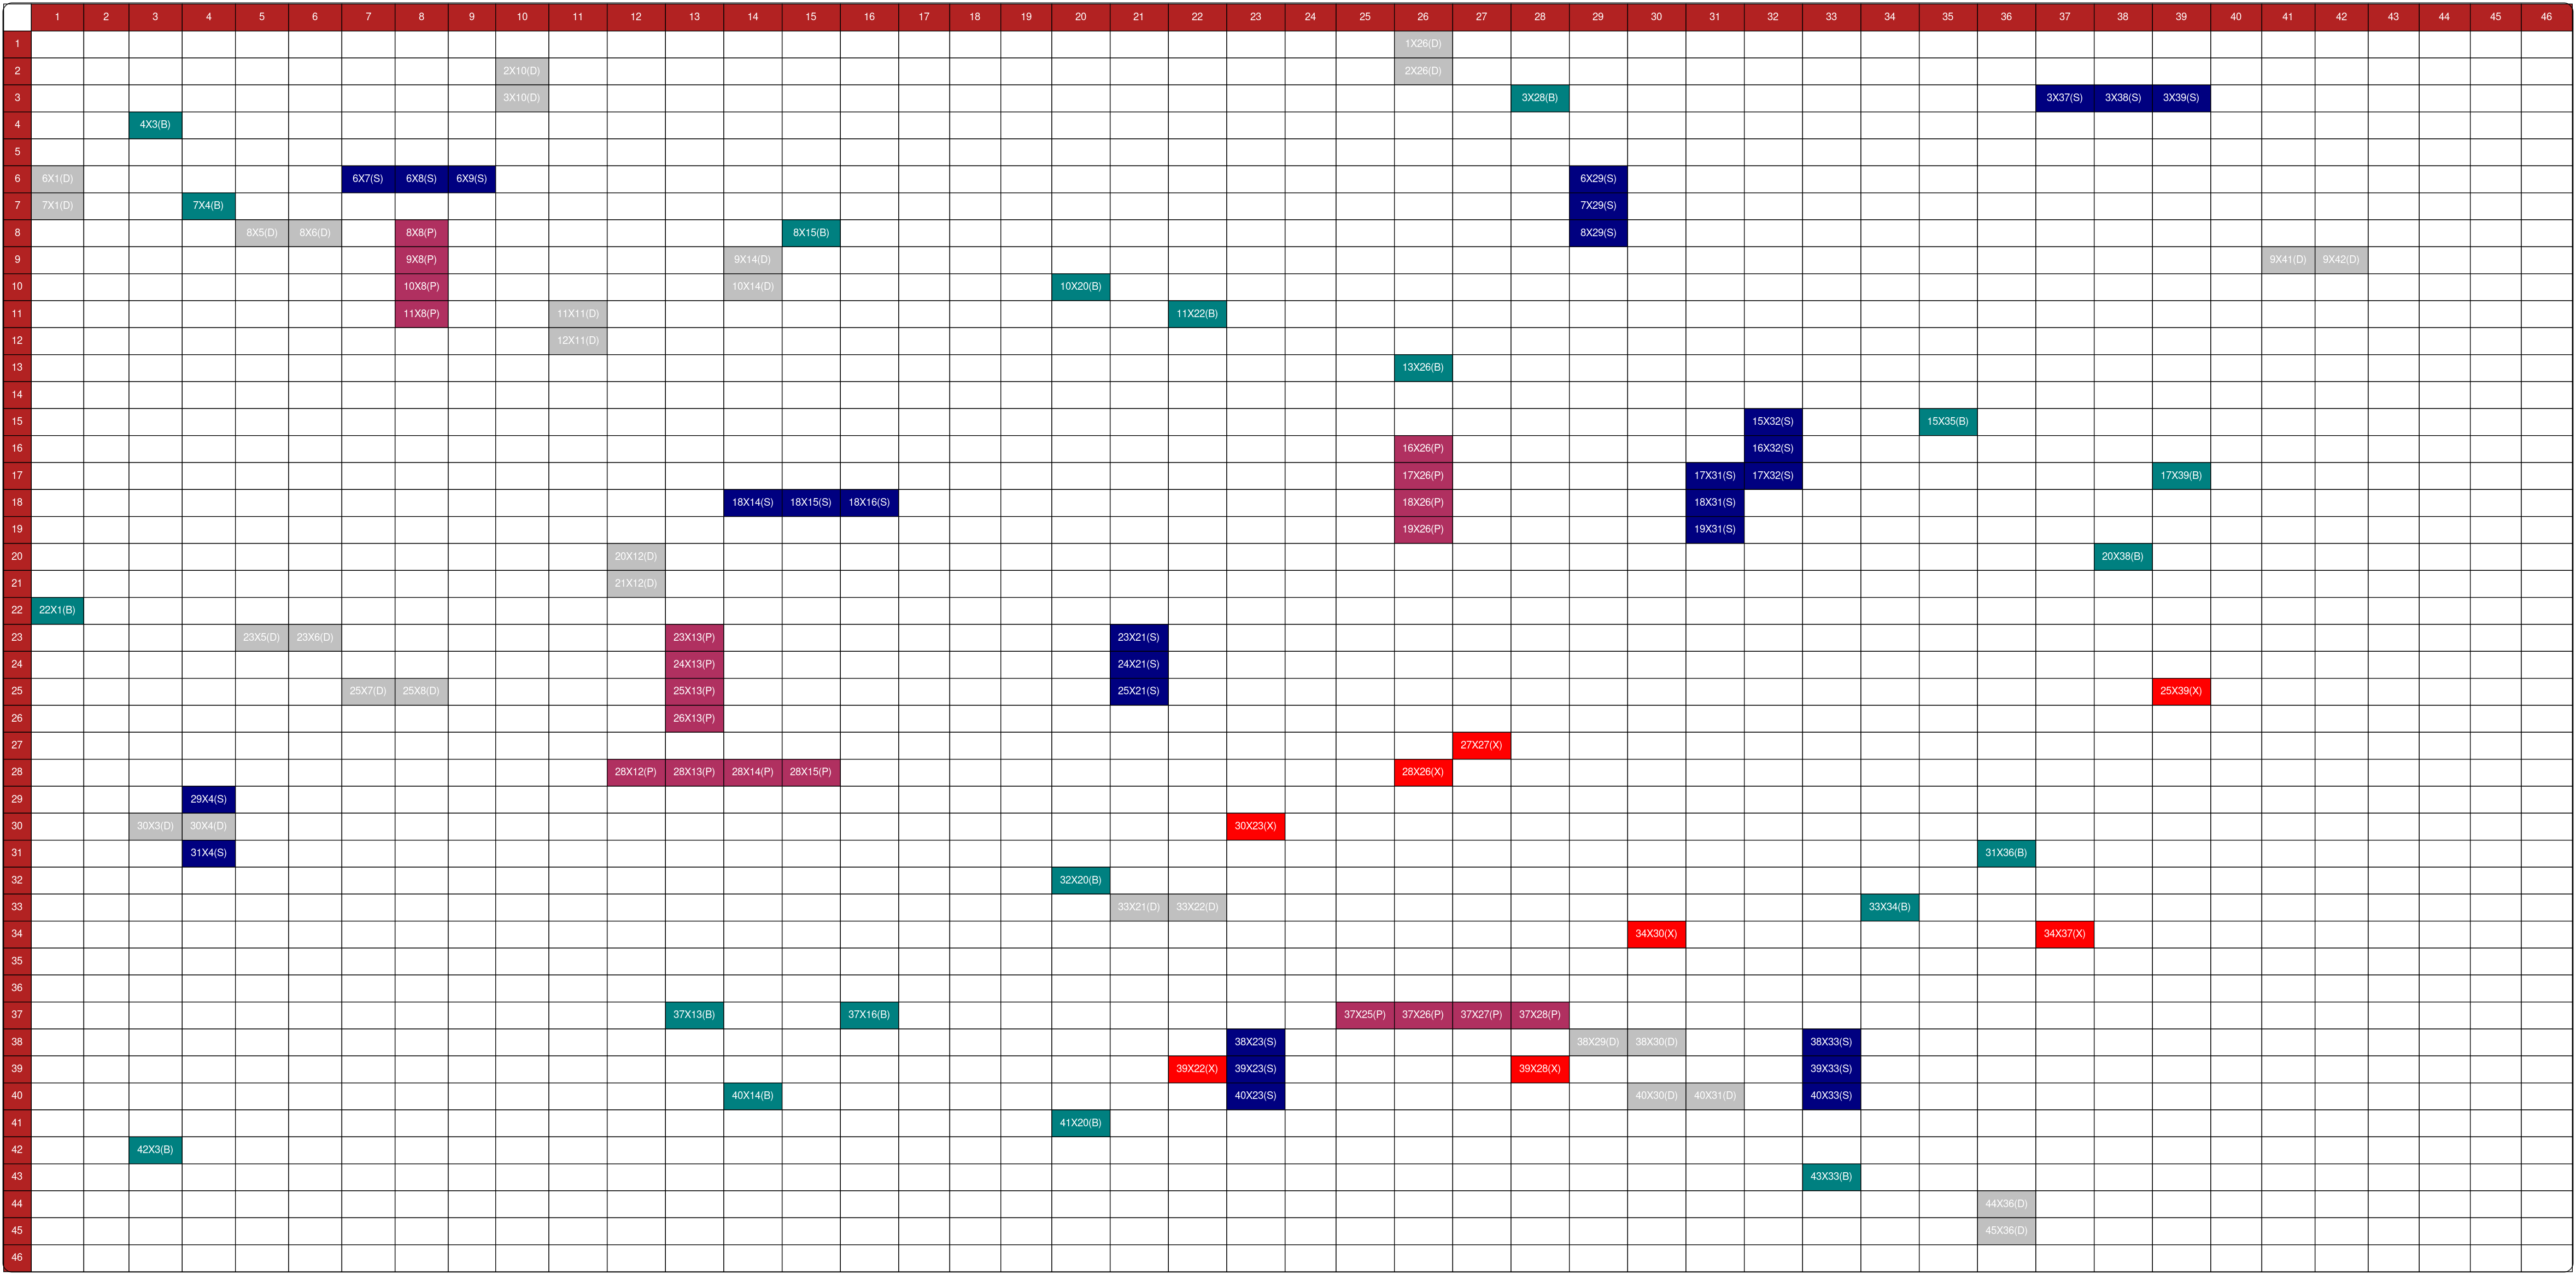 1 2 3 4 5 6 7 8 9 10 11 12 13 14 15 16 17 18 19 20 21 22 23 24 25 26 27 28 29 30 31 32 33 34 35 36 37 38 39 40 41 42 43 44 45 46
1 1X26(D)
2 2X10(D) 2X26(D)
3 3X10(D) 3X28(B) 3X37(S) 3X38(S) 3X39(S)
4 4X3(B)
5
6 6X1(D) 6X7(S) 6X8(S) 6X9(S) 6X29(S)
7 7X1(D) 7X4(B) 7X29(S)
8 8X5(D) 8X6(D) 8X8(P) 8X15(B) 8X29(S)
9 9X8(P) 9X14(D) 9X41(D) 9X42(D)
10 10X8(P) 10X14(D) 10X20(B)
11 11X8(P) 11X11(D) 11X22(B)
12 12X11(D)
13 13X26(B)
14
15 15X32(S) 15X35(B)
16 16X26(P) 16X32(S)
17 17X26(P) 17X31(S) 17X32(S) 17X39(B)
18 18X14(S) 18X15(S) 18X16(S) 18X26(P) 18X31(S)
19 19X26(P) 19X31(S)
20 20X12(D) 20X38(B)
21 21X12(D)
22 22X1(B)
23 23X5(D) 23X6(D) 23X13(P) 23X21(S)
24 24X13(P) 24X21(S)
25 25X7(D) 25X8(D) 25X13(P) 25X21(S) 25X39(X)
26 26X13(P)
27 27X27(X)
28 28X12(P) 28X13(P) 28X14(P) 28X15(P) 28X26(X)
29 29X4(S)
30 30X3(D) 30X4(D) 30X23(X)
31 31X4(S) 31X36(B)
32 32X20(B)
33 33X21(D) 33X22(D) 33X34(B)
34 34X30(X) 34X37(X)
35
36
37 37X13(B) 37X16(B) 37X25(P) 37X26(P) 37X27(P) 37X28(P)
38 38X23(S) 38X29(D) 38X30(D) 38X33(S)
39 39X22(X) 39X23(S) 39X28(X) 39X33(S)
40 40X14(B) 40X23(S) 40X30(D) 40X31(D) 40X33(S)
41 41X20(B)
42 42X3(B)
43 43X33(B)
44 44X36(D)
45 45X36(D)
46